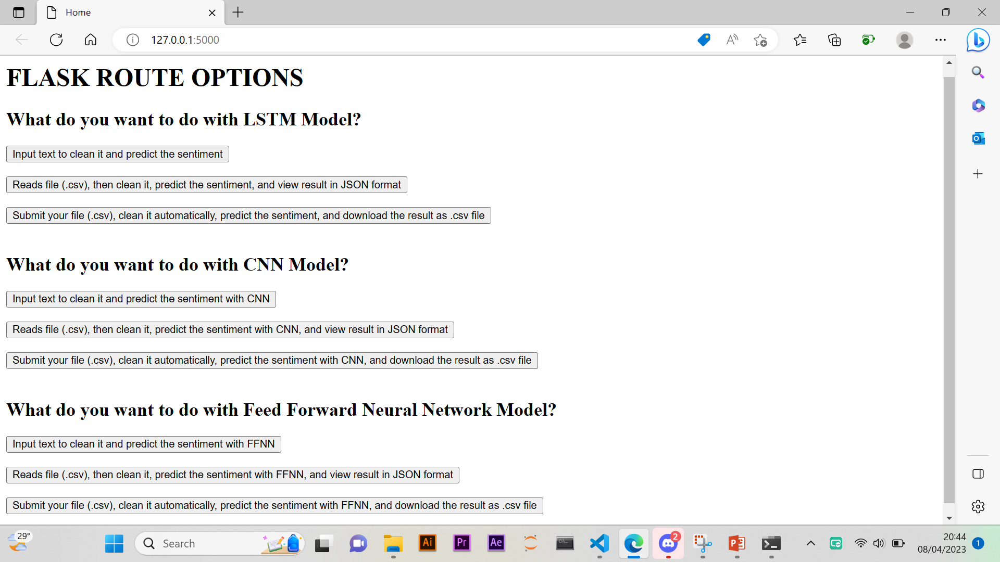 Home
127.0.0.1:5000
FLASK ROUTE OPTIONS
What do you want to do with LSTM Model?
Input text to clean it and predict the sentiment
Reads file (.csv), then clean it, predict the sentiment, and view result in JSON format
Submit your file (.csv), clean it automatically, predict the sentiment, and download the result as .csv file
What do you want to do with CNN Model?
Input text to clean it and predict the sentiment with CNN
Reads file (.csv), then clean it, predict the sentiment with CNN, and view result in JSON format
Submit your file (.csv), clean it automatically, predict the sentiment with CNN, and download the result as .csv file
What do you want to do with Feed Forward Neural Network Model?
Input text to clean it and predict the sentiment with FFNN
Reads file (.csv), then clean it, predict the sentiment with FFNN, and view result in JSON format
Submit your file (.csv), clean it automatically, predict the sentiment with FFNN, and download the result as .csv file
29°
Search
Ai
Pr
Ae
2
20:44
08/04/2023
1